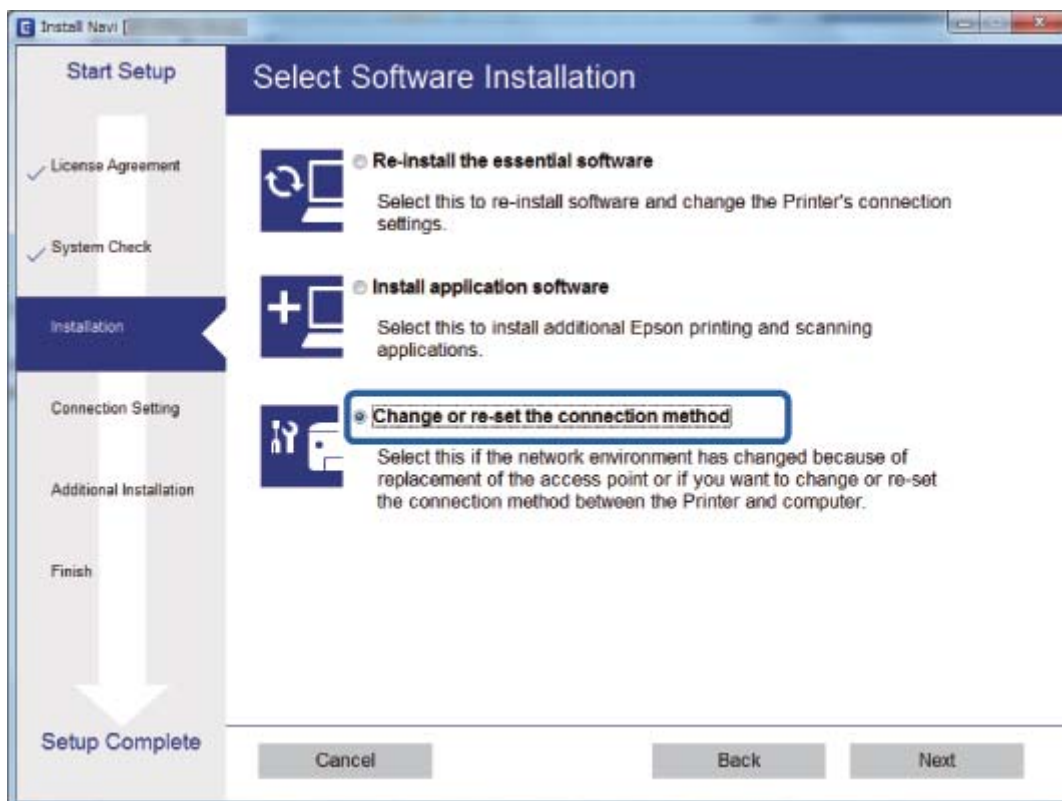 Install Navi [
Start Setup
License Agreement
System Check
Installation
Connection Setting
Additional Installation
Finish
Setup Complete
Select Software Installation
Re-install the essential software
Select this to re-install software and change the Printer's connection
settings.
Install application software
Select this to install additional Epson printing and scanning
applications.
Change or re-set the connection method
Select this if the network environment has changed because of
replacement of the access point or if you want to change or re-set
the connection method between the Printer and computer.
Cancel
Back
Next